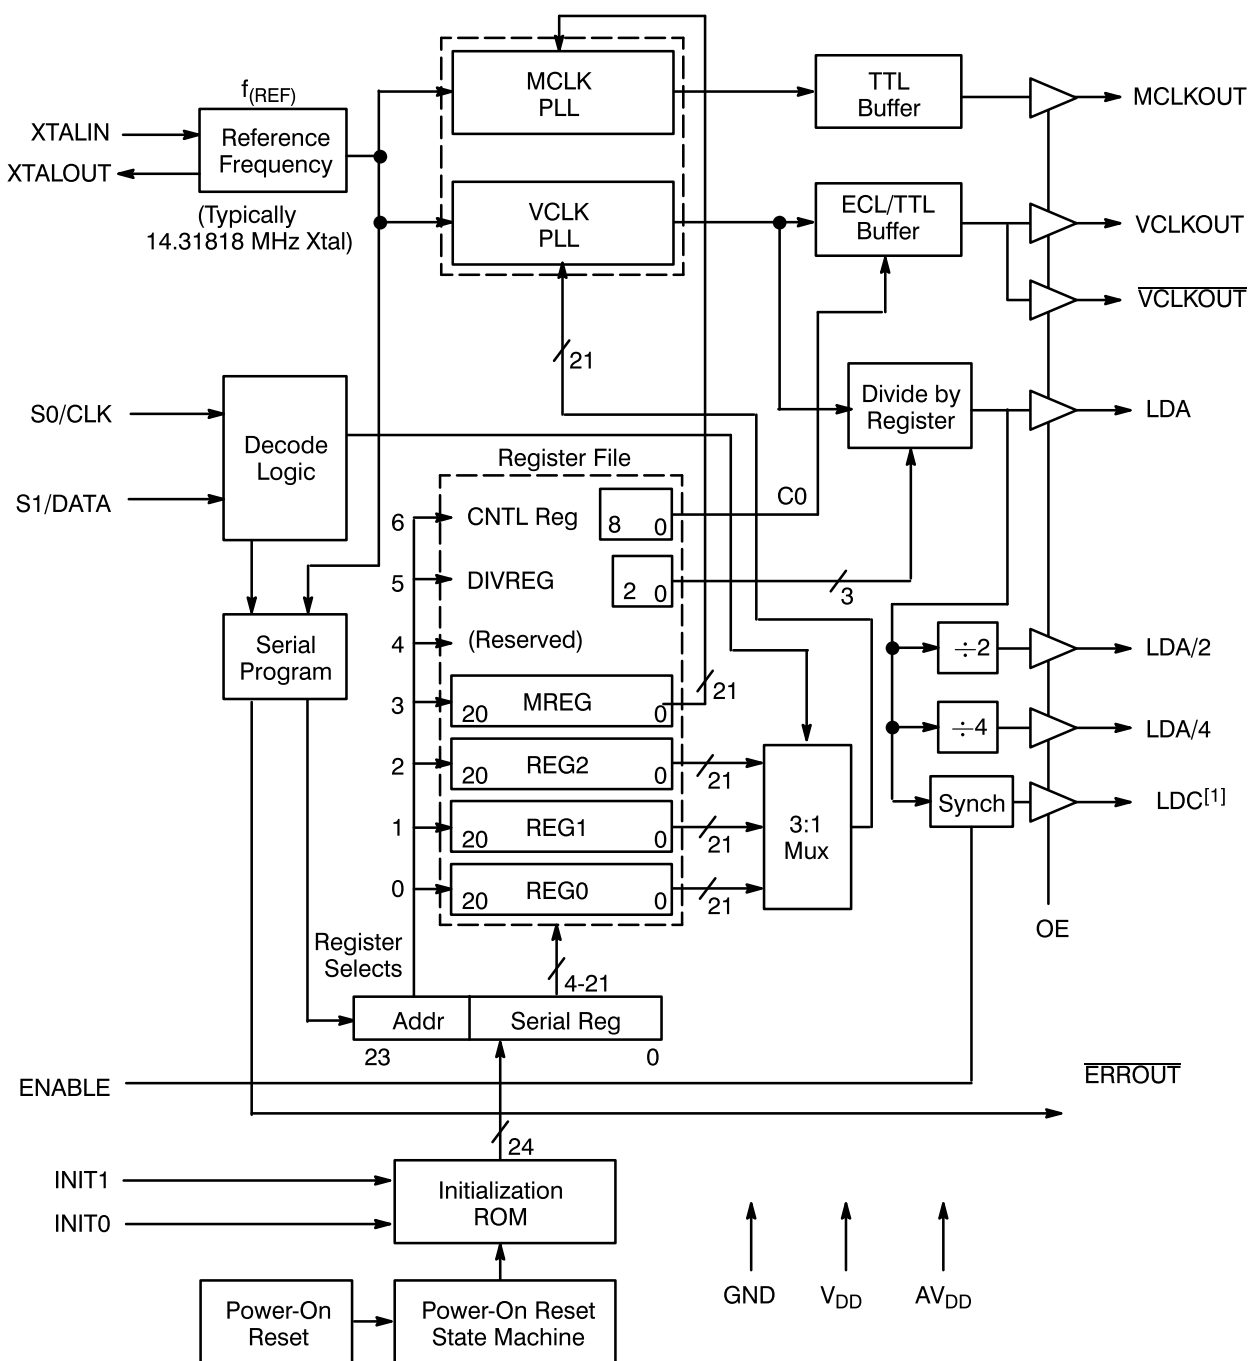 f(REF)
XTALIN
XTALOUT
Reference
Frequency
(Typically
14.31818 MHz Xtal)
MCLK
PLL
VCLK
PLL
TTL
Buffer
ECL/TTL
Buffer
MCLKOUT
VCLKOUT
VCLKOUT
21
S0/CLK
S1/DATA
Decode
Logic
Divide by
Register
LDA
Register File
C0
6
CNTL Reg
8 0
5
DIVREG
2 0
3
4
(Reserved)
Serial
Program
3
20 MREG 0
21
2
20 REG2 0
21
1
20 REG1 0
21
0
20 REG0 0
21
3:1
Mux
÷2
LDA/2
÷4
LDA/4
Synch
LDC[1]
OE
Register
Selects
4-21
Addr
Serial Reg
23 0
ENABLE
ERROUT
24
INIT1
INIT0
Initialization
ROM
Power-On
Reset
Power-On Reset
State Machine
GND
VDD
AVDD